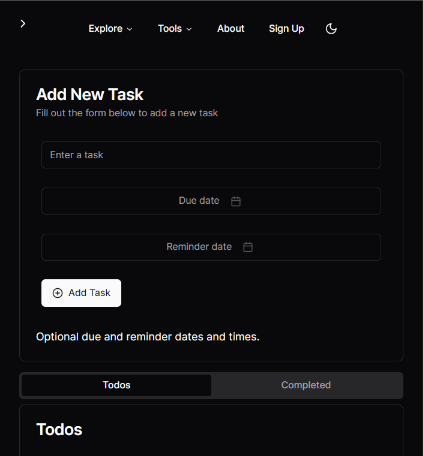 Explore Tools About Sign Up
Add New Task
Fill out the form below to add a new task
Enter a task
Due date
Reminder date
Add Task
Optional due and reminder dates and times.
Todos Completed
Todos